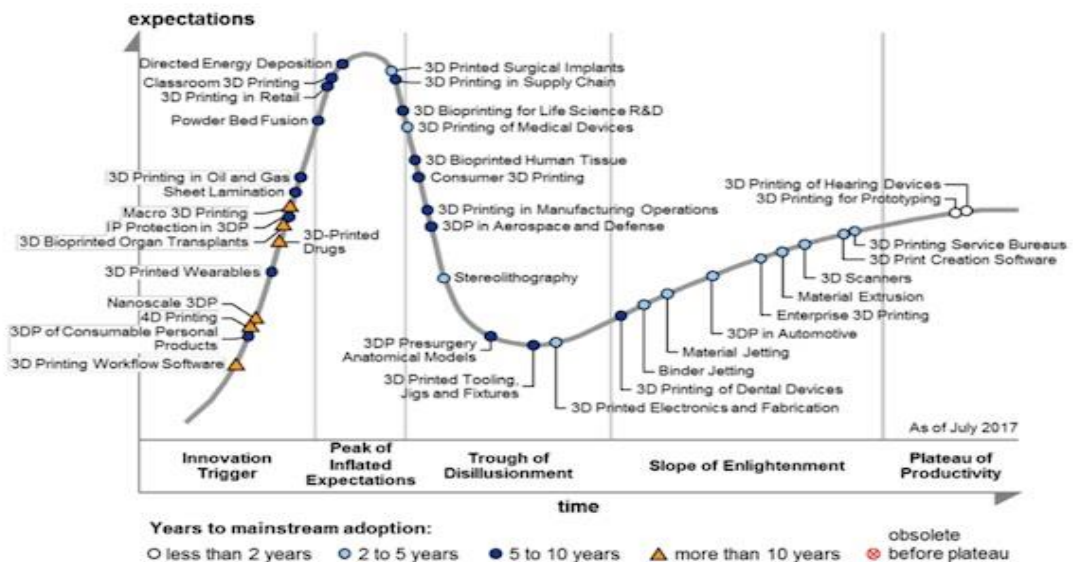 expectations
Directed Energy Deposition
Classroom 3D Printing
3D Printing in Retail
Powder Bed Fusion
3D Printing in Oil and Gas
Sheet Lamination
Macro 3D Printing
IP Protection in 3DP
3D Bioprinted Organ Transplants
3D-Printed
Drugs
3D Printed Wearables
Nanoscale 3DP
4D Printing
3DP of Consumable Personal
Products
3D Printing Workflow Software
3D Printed Surgical Implants
3D Printing in Supply Chain
3D Bioprinting for Life Science R&D
3D Printing of Medical Devices
3D Bioprinted Human Tissue
Consumer 3D Printing
3D Printing in Manufacturing Operations
3DP in Aerospace and Defense
Stereolithography
3DP Presurgery
Anatomical Models
3D Printed Tooling,
Jigs and Fixtures
3D Printed Electronics and Fabrication
3D Printing of Dental Devices
Binder Jetting
Material Jetting
3DP in Automotive
Enterprise 3D Printing
Material Extrusion
3D Scanners
3D Print Creation Software
3D Printing Service Bureaus
3D Printing of Hearing Devices
3D Printing for Prototyping
As of July 2017
Innovation
Trigger
Peak of
Inflated
Expectations
Trough of
Disillusionment
Slope of Enlightenment
Plateau of
Productivity
time
Years to mainstream adoption:
less than 2 years
2 to 5 years
5 to 10 years
more than 10 years
obsolete
before plateau